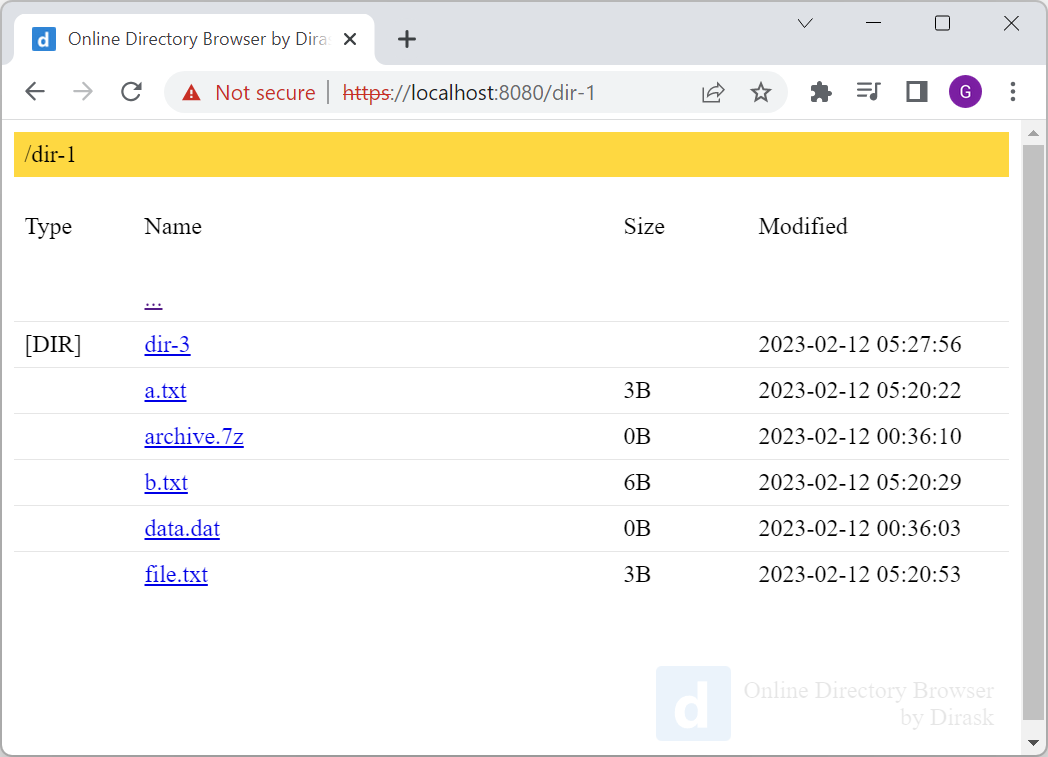 d Online Directory Browser by Dira
Not secure https://localhost:8080/dir-1 G
/dir-1
Type Name Size Modified
...
[DIR] dir-3 2023-02-12 05:27:56
a.txt 3B 2023-02-12 05:20:22
archive.7z 0B 2023-02-12 00:36:10
b.txt 6B 2023-02-12 05:20:29
data.dat 0B 2023-02-12 00:36:03
file.txt 3B 2023-02-12 05:20:53
d Online Directory Browser
by Dirask